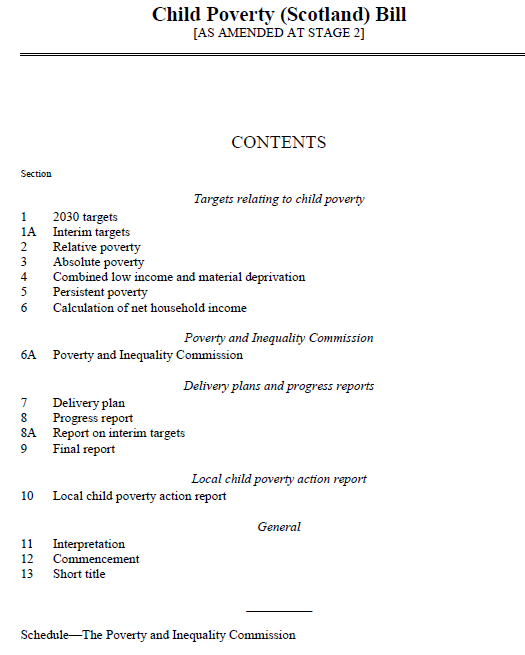 Child Poverty (Scotland) Bill
[AS AMENDED AT STAGE 2]
CONTENTS
Section
Targets relating to child poverty
1 2030 targets
1A Interim targets
2 Relative poverty
3 Absolute poverty
4 Combined low income and material deprivation
5 Persistent poverty
6 Calculation of net household income
Poverty and Inequality Commission
6A Poverty and Inequality Commission
Delivery plans and progress reports
7 Delivery plan
8 Progress report
8A Report on interim targets
9 Final report
Local child poverty action report
10 Local child poverty action report
General
11 Interpretation
12 Commencement
13 Short title
Schedule—The Poverty and Inequality Commission